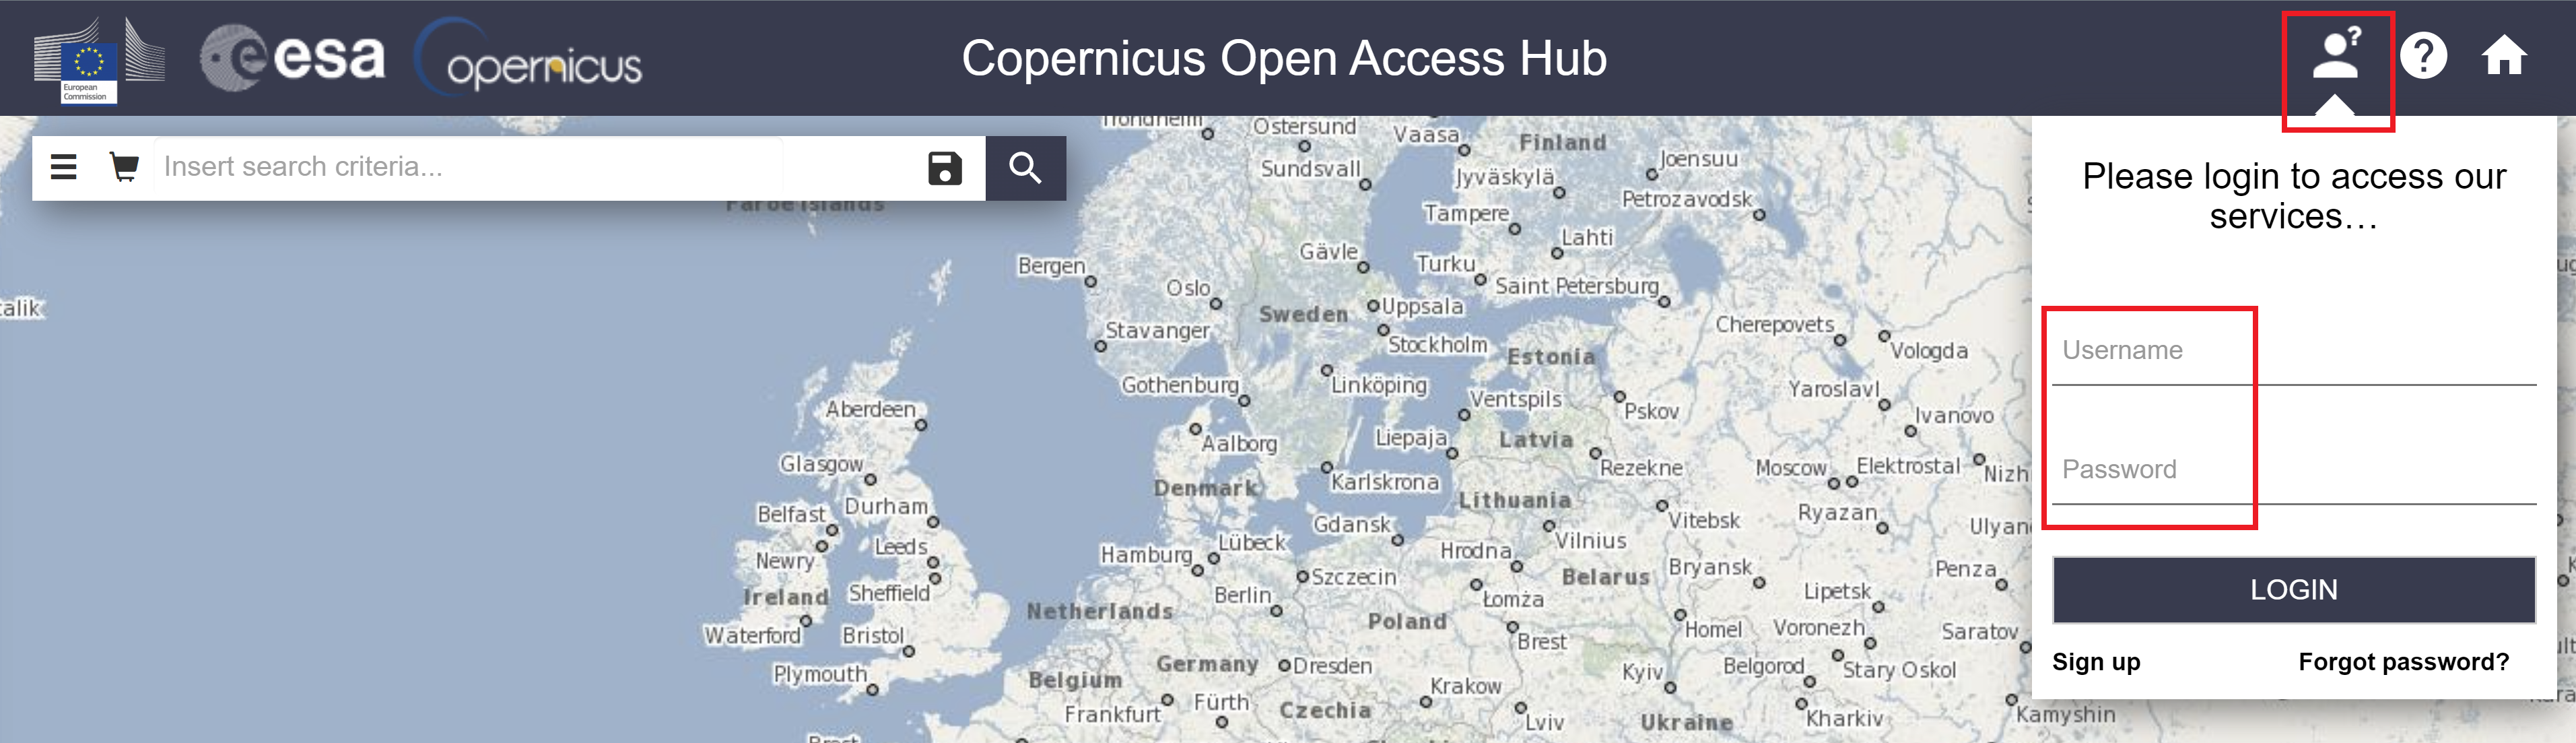 European
Commission
esa
opernicus
Copernicus Open Access Hub
?
?
Insert search criteria...
Please login to access our
services...
Username
Password
LOGIN
Sign up
Forgot password?
Trondheim
Ostersund
Vaasa
Finland
Joensuu
Sundsvall
Jyväskylä
Petrozavodsk
Faroe Islands
Tampere
Lahti
Gävle
Turku
Bergen
Oslo
Saint Petersburg
Sweden
Uppsala
Stavanger
Stockholm
Cherepovets
Vologda
Estonia
Gothenburg
Linköping
Ventspils
Yaroslavl
Pskov
Ivanovo
Aberdeen
Aalborg
Liepaja
Latvia
Glasgow
Rezekne
Moscow
Elektrostal
Nizh
Denmark
Karlskrona
Lithuania
Belfast
Durham
Gdansk
Vitebsk
Ryazan
Ulyan
Newry
Leeds
Hamburg
Lübeck
Hrodna
Vilnius
Ireland
Sheffield
Szczecin
Belarus
Bryansk
Penza
Netherlands
Berlin
Łomża
Lipetsk
Waterford
Bristol
Poland
Brest
Homel
Voronezh
Saratov
Plymouth
Belgium
Germany
Dresden
Kyiv
Belgorod
Stary Oskol
Frankfurt
Fürth
Czechia
Krakow
Lviv
Ukraine
Kharkiv
Kamyshin